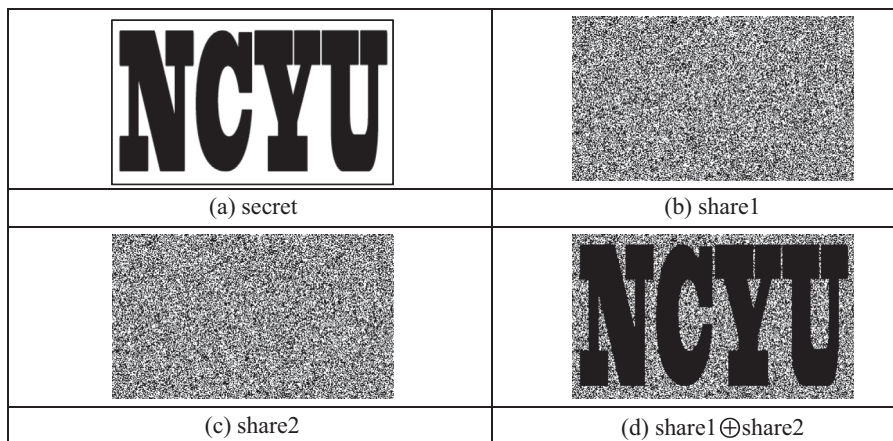 NCYU
(a) secret
(b) share1
NCYU
(c) share2
(d) share1⊕share2